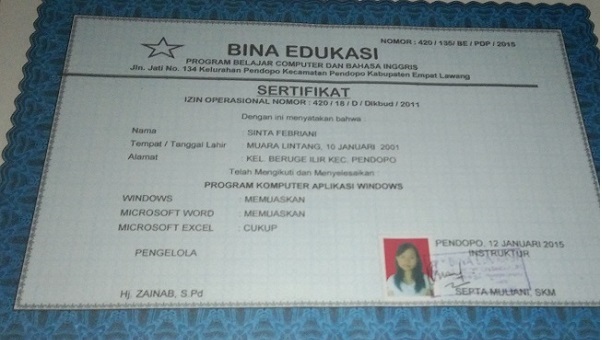 NOMOR : 420 / 135/ BE / PDP / 2015
BINA EDUKASI
PROGRAM BELAJAR COMPUTER DAN BAHASA INGGRIS
Jln. Jati No. 134 Kelurahan Pendopo Kecamatan Pendopo Kabupaten Empat Lawang
SERTIFIKAT
IZIN OPERASIONAL NOMOR : 420 / 18 / D / Dikbud / 2011
Dengan ini menyatakan bahwa :
Nama : SINTA FEBRIANI
Tempat / Tanggal Lahir : MUARA LINTANG, 10 JANUARI 2001
Alamat : KEL. BERUGE ILIR KEC. PENDOPO
Telah Mengikuti dan Menyelesaikan :
PROGRAM KOMPUTER APLIKASI WINDOWS
WINDOWS : MEMUASKAN
MICROSOFT WORD : MEMUASKAN
MICROSOFT EXCEL : CUKUP
PENDOPO, 12 JANUARI 2015
PENGELOLA INSTRUKTUR
Hj. ZAINAB, S.Pd SEPTA MULIANI, SKM